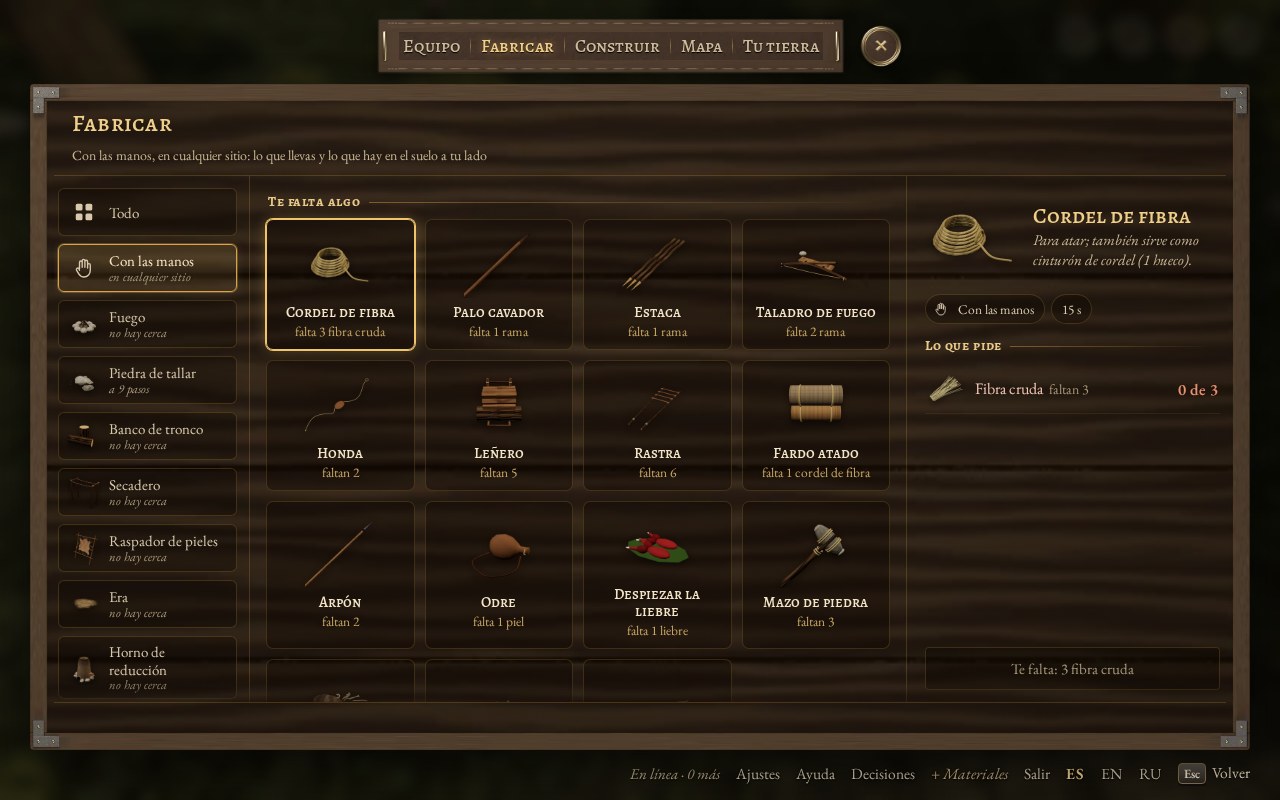 Equipo
Fabricar
Construir
Mapa
Tu tierra
Fabricar
Con las manos, en cualquier sitio: lo que llevas y lo que hay en el suelo a tu lado
Todo
Con las manos
en cualquier sitio
Fuego
no hay cerca
Piedra de tallar
a 9 pasos
Banco de tronco
no hay cerca
Secadero
no hay cerca
Raspador de pieles
no hay cerca
Era
no hay cerca
Horno de
reducción
no hay cerca
Te falta algo
Cordel de fibra
falta 3 fibra cruda
Palo cavador
falta 1 rama
Estaca
falta 1 rama
Taladro de fuego
falta 2 rama
Honda
faltan 2
Leñero
faltan 5
Rastra
faltan 6
Fardo atado
falta 1 cordel de fibra
Arpón
faltan 2
Odre
falta 1 piel
Despiezar la
liebre
falta 1 liebre
Mazo de piedra
faltan 3
Cordel de fibra
Para atar; también sirve como
cinturón de cordel (1 hueco).
Con las manos
15 s
Lo que pide
Fibra cruda faltan 3
0 de 3
Te falta: 3 fibra cruda
En línea · 0 más
Ajustes
Ayuda
Decisiones
+ Materiales
Salir
ES
EN
RU
Esc
Volver